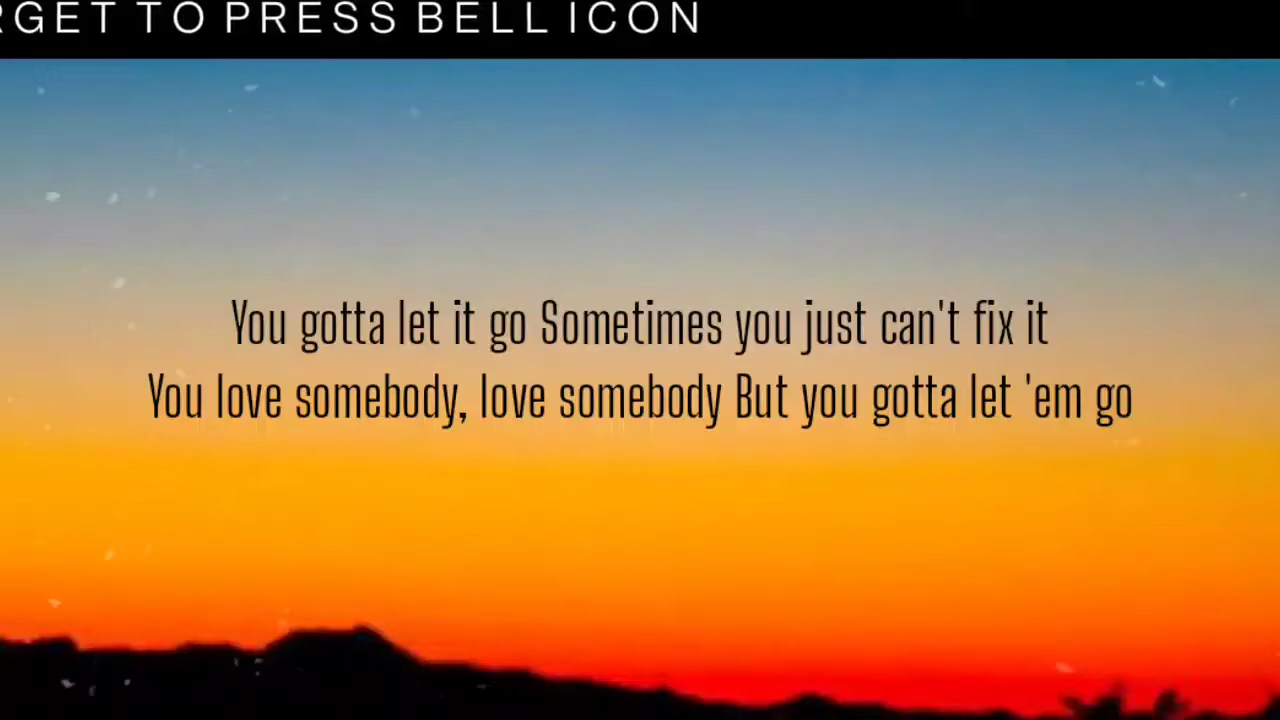 RGET TO PRESS BELL ICON
You gotta let it go Sometimes you just can't fix it
You love somebody, love somebody But you gotta let 'em go